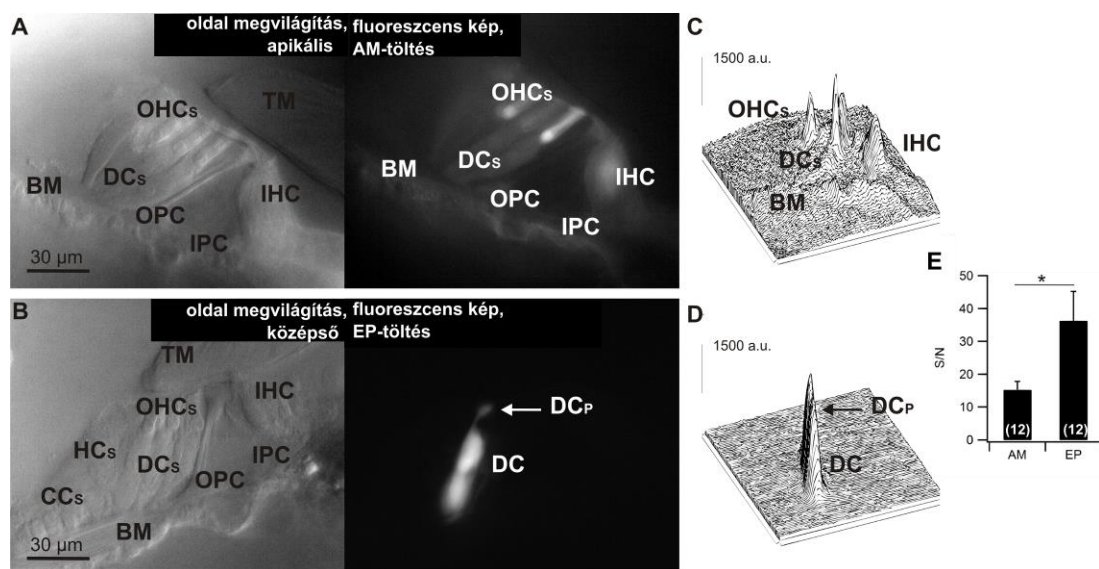 A
oldal megvilágítás,
apikális
fluoreszcens kép,
AM-töltés
OHCs
TM
DCs
BM
IHC
OPC
IPC
30 µm
OHCs
DCs
BM
IHC
OPC
IPC
C
1500 a.u.
OHCs
IHC
DCs
BM
B
oldal megvilágítás,
középső
fluoreszcens kép,
EP-töltés
TM
IHC
OHCs
HCs
DCs
IPC
OPC
CCs
BM
30 µm
DCP
DC
D
1500 a.u.
DCP
DC
E
50
40
30
20
10
0
S/N
*
(12)
(12)
AM
EP